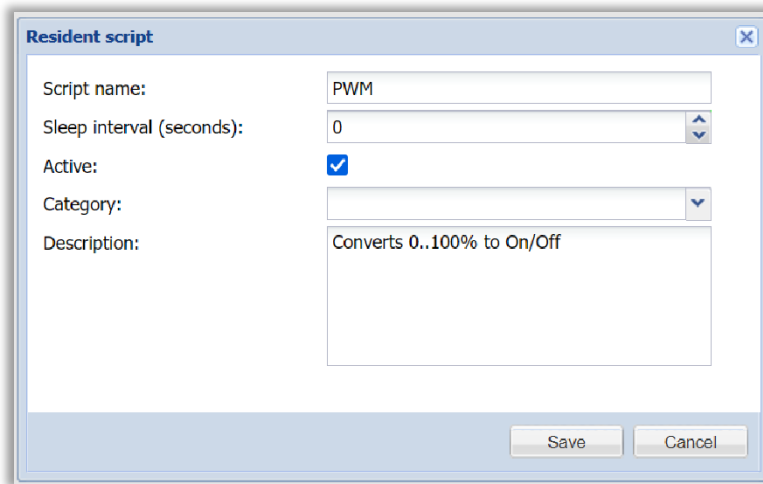 Resident script
Script name: PWM
Sleep interval (seconds): 0
Active:
Category:
Description: Converts 0..100% to On/Off
Save Cancel